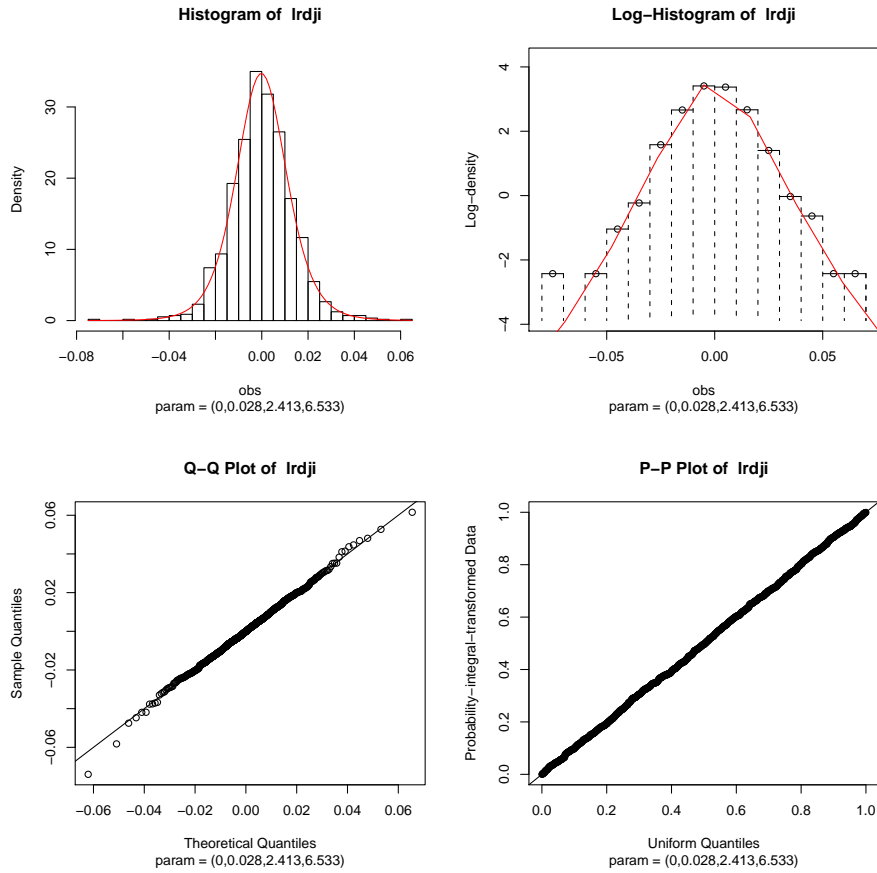 Histogram of lrdji
Density
0
10
20
30
−0.08
−0.04
0.00
0.02
0.04
0.06
obs
param = (0,0.028,2.413,6.533)
Log−Histogram of lrdji
Log−density
−4
−2
0
2
4
−0.05
0.00
0.05
obs
param = (0,0.028,2.413,6.533)
Q−Q Plot of lrdji
Sample Quantiles
−0.06
−0.02
0.02
0.06
−0.06
−0.04
−0.02
0.00
0.02
0.04
0.06
Theoretical Quantiles
param = (0,0.028,2.413,6.533)
P−P Plot of lrdji
Probability−integral−transformed Data
0.0
0.2
0.4
0.6
0.8
1.0
0.0
0.2
0.4
0.6
0.8
1.0
Uniform Quantiles
param = (0,0.028,2.413,6.533)